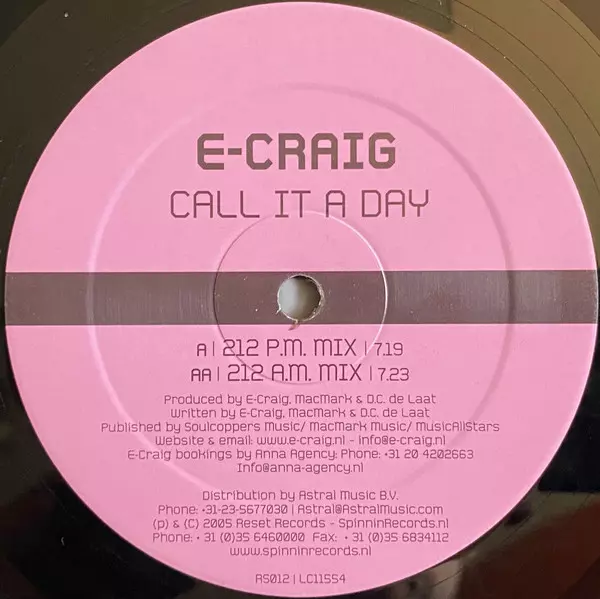 E-CRAIG
CALL IT A DAY
A | 212 P.M. MIX | 7.19
AA | 212 A.M. MIX | 7.23
Produced by E-Craig, MacMark & D.C. de Laat
Written by E-Craig, MacMark & D.C. de Laat
Published by Soulcoppers Music/ MacMark Music/ MusicAllStars
Website & email: www.e-craig.nl - info@e-craig.nl
E-Craig bookings by Anna Agency: Phone: +31 20 4202663
Info@anna-agency.nl
Distribution by Astral Music B.V.
Phone: +31-23-5677030 | Astral@AstralMusic.com
(p) & (C) 2005 Reset Records - SpinninRecords.nl
Phone: + 31 (0)35 6460000 Fax: + 31 (0)35 6834112
www.spinninrecords.nl
RS012 | LC11554